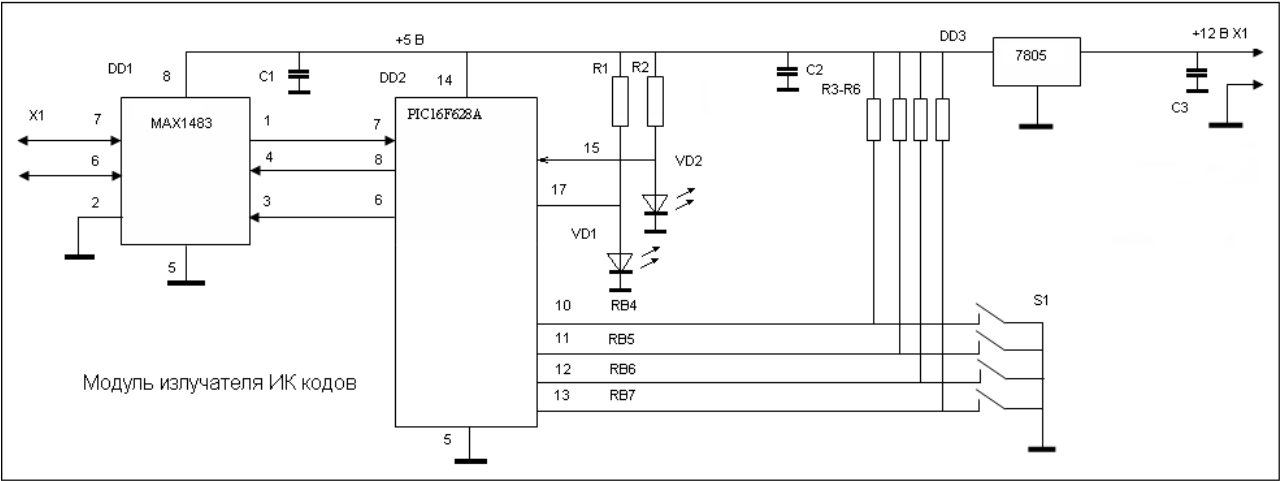 +5 В
DD3
+12 В X1
DD1
8
C1
DD2
14
R1
R2
C2
7805
R3-R6
C3
X1
7
MAX1483
1
7
PIC16F628A
6
4
8
15
VD2
2
3
6
17
VD1
5
10
RB4
S1
11
RB5
12
RB6
13
RB7
Модуль излучателя ИК кодов
5